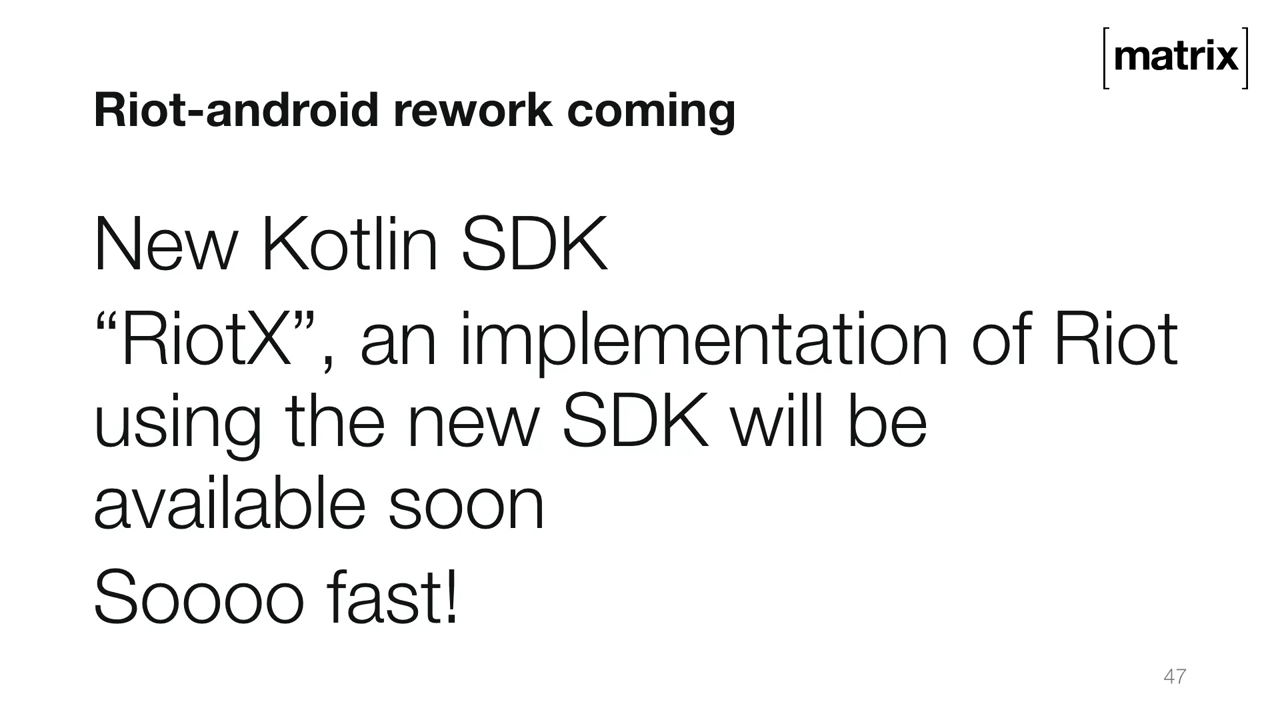 [matrix]
Riot-android rework coming
New Kotlin SDK
“RiotX”, an implementation of Riot
using the new SDK will be
available soon
Soooo fast!
47